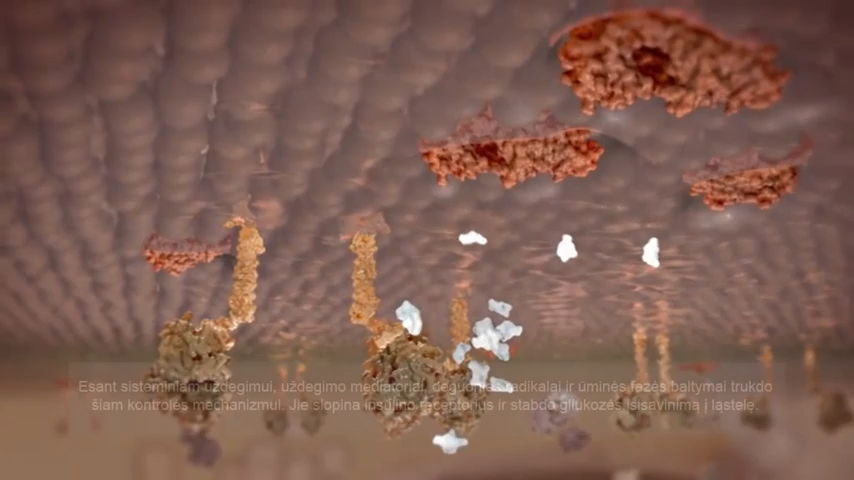 Esant sisteminiam uždegimui, uždegimo mediatoriai, deguonies radikalai ir ūminės fazės baltymai trukdo
šiam kontrolės mechanizmui. Jie slopina insulino receptorius ir stabdo gliukozės įsisavinimą į ląstelę.